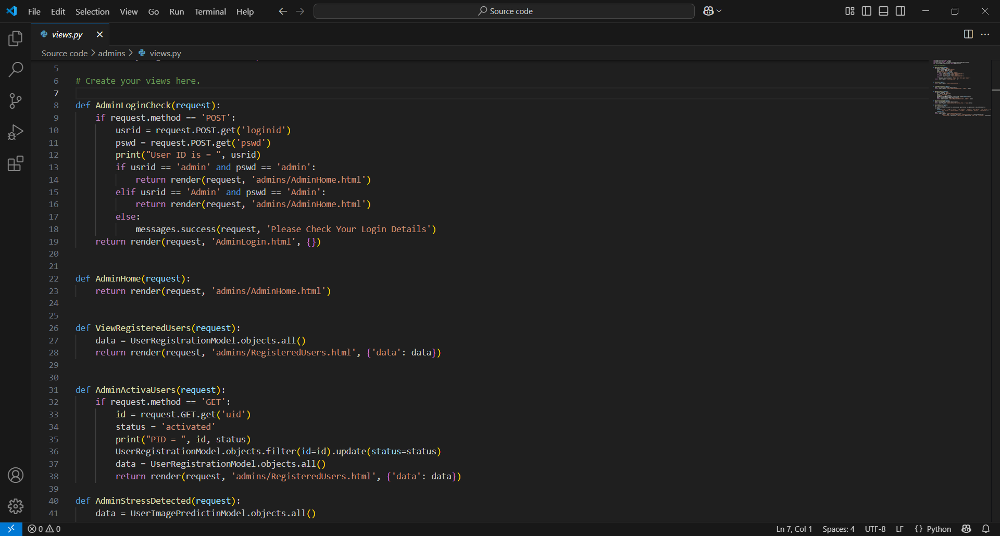 File Edit Selection View Go Run Terminal Help
Source code
views.py
Source code > admins > views.py
5
6 # Create your views here.
7
8 def AdminLoginCheck(request):
9     if request.method == 'POST':
10         usrid = request.POST.get('loginid')
11         pswd = request.POST.get('pswd')
12         print("User ID is = ", usrid)
13         if usrid == 'admin' and pswd == 'admin':
14             return render(request, 'admins/AdminHome.html')
15         elif usrid == 'Admin' and pswd == 'Admin':
16             return render(request, 'admins/AdminHome.html')
17         else:
18             messages.success(request, 'Please Check Your Login Details')
19     return render(request, 'AdminLogin.html', {})
20
21
22 def AdminHome(request):
23     return render(request, 'admins/AdminHome.html')
24
25
26 def ViewRegisteredUsers(request):
27     data = UserRegistrationModel.objects.all()
28     return render(request, 'admins/RegisteredUsers.html', {'data': data})
29
30
31 def AdminActivaUsers(request):
32     if request.method == 'GET':
33         id = request.GET.get('uid')
34         status = 'activated'
35         print("PID = ", id, status)
36         UserRegistrationModel.objects.filter(id=id).update(status=status)
37         data = UserRegistrationModel.objects.all()
38         return render(request, 'admins/RegisteredUsers.html', {'data': data})
39
40 def AdminStressDetected(request):
41     data = UserImagePredictinModel.objects.all()
0 0 Ln 7, Col 1 Spaces: 4 UTF-8 LF {} Python